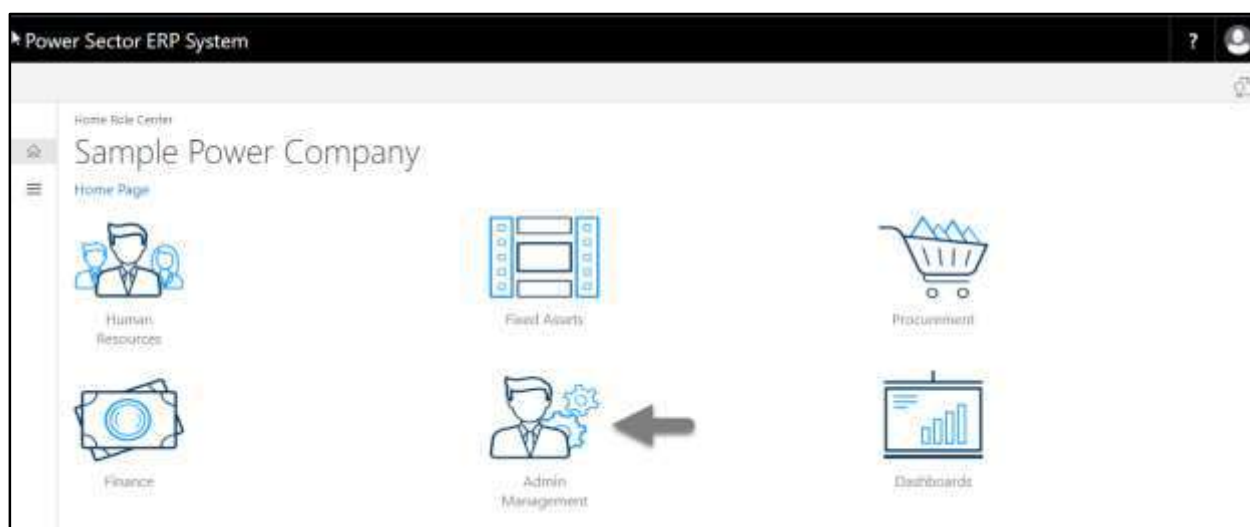 Power Sector ERP System ?
Home Role Center
Sample Power Company
Home Page
Human
Resources
Fixed Assets
Procurement
Finance
Admin
Management
Dashboards